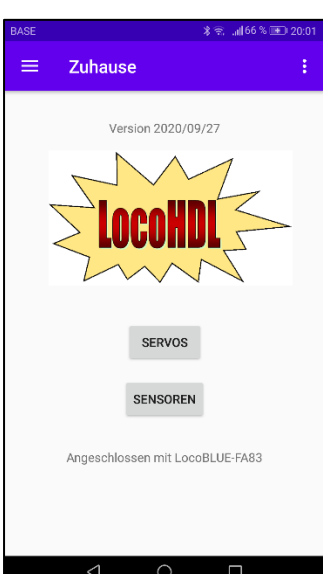 BASE 66 % 20:01
Zuhause
Version 2020/09/27
LocoHDL
SERVOS
SENSOREN
Angeschlossen mit LocoBLUE-FA83